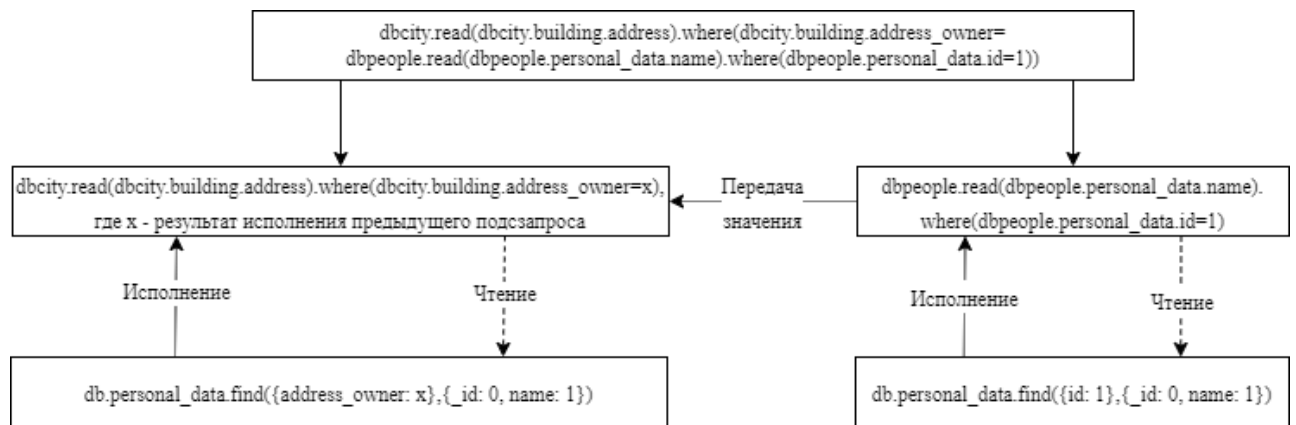 dbcity.read(dbcity.building.address).where(dbcity.building.address_owner=
dbpeople.read(dbpeople.personal_data.name).where(dbpeople.personal_data.id=1))
dbcity.read(dbcity.building.address).where(dbcity.building.address_owner=x),
где x - результат исполнения предыдущего подсзапроса
Передача
значения
dbpeople.read(dbpeople.personal_data.name).
where(dbpeople.personal_data.id=1)
Исполнение
Чтение
Исполнение
Чтение
db.personal_data.find({address_owner: x},{_id: 0, name: 1})
db.personal_data.find({id: 1},{_id: 0, name: 1})